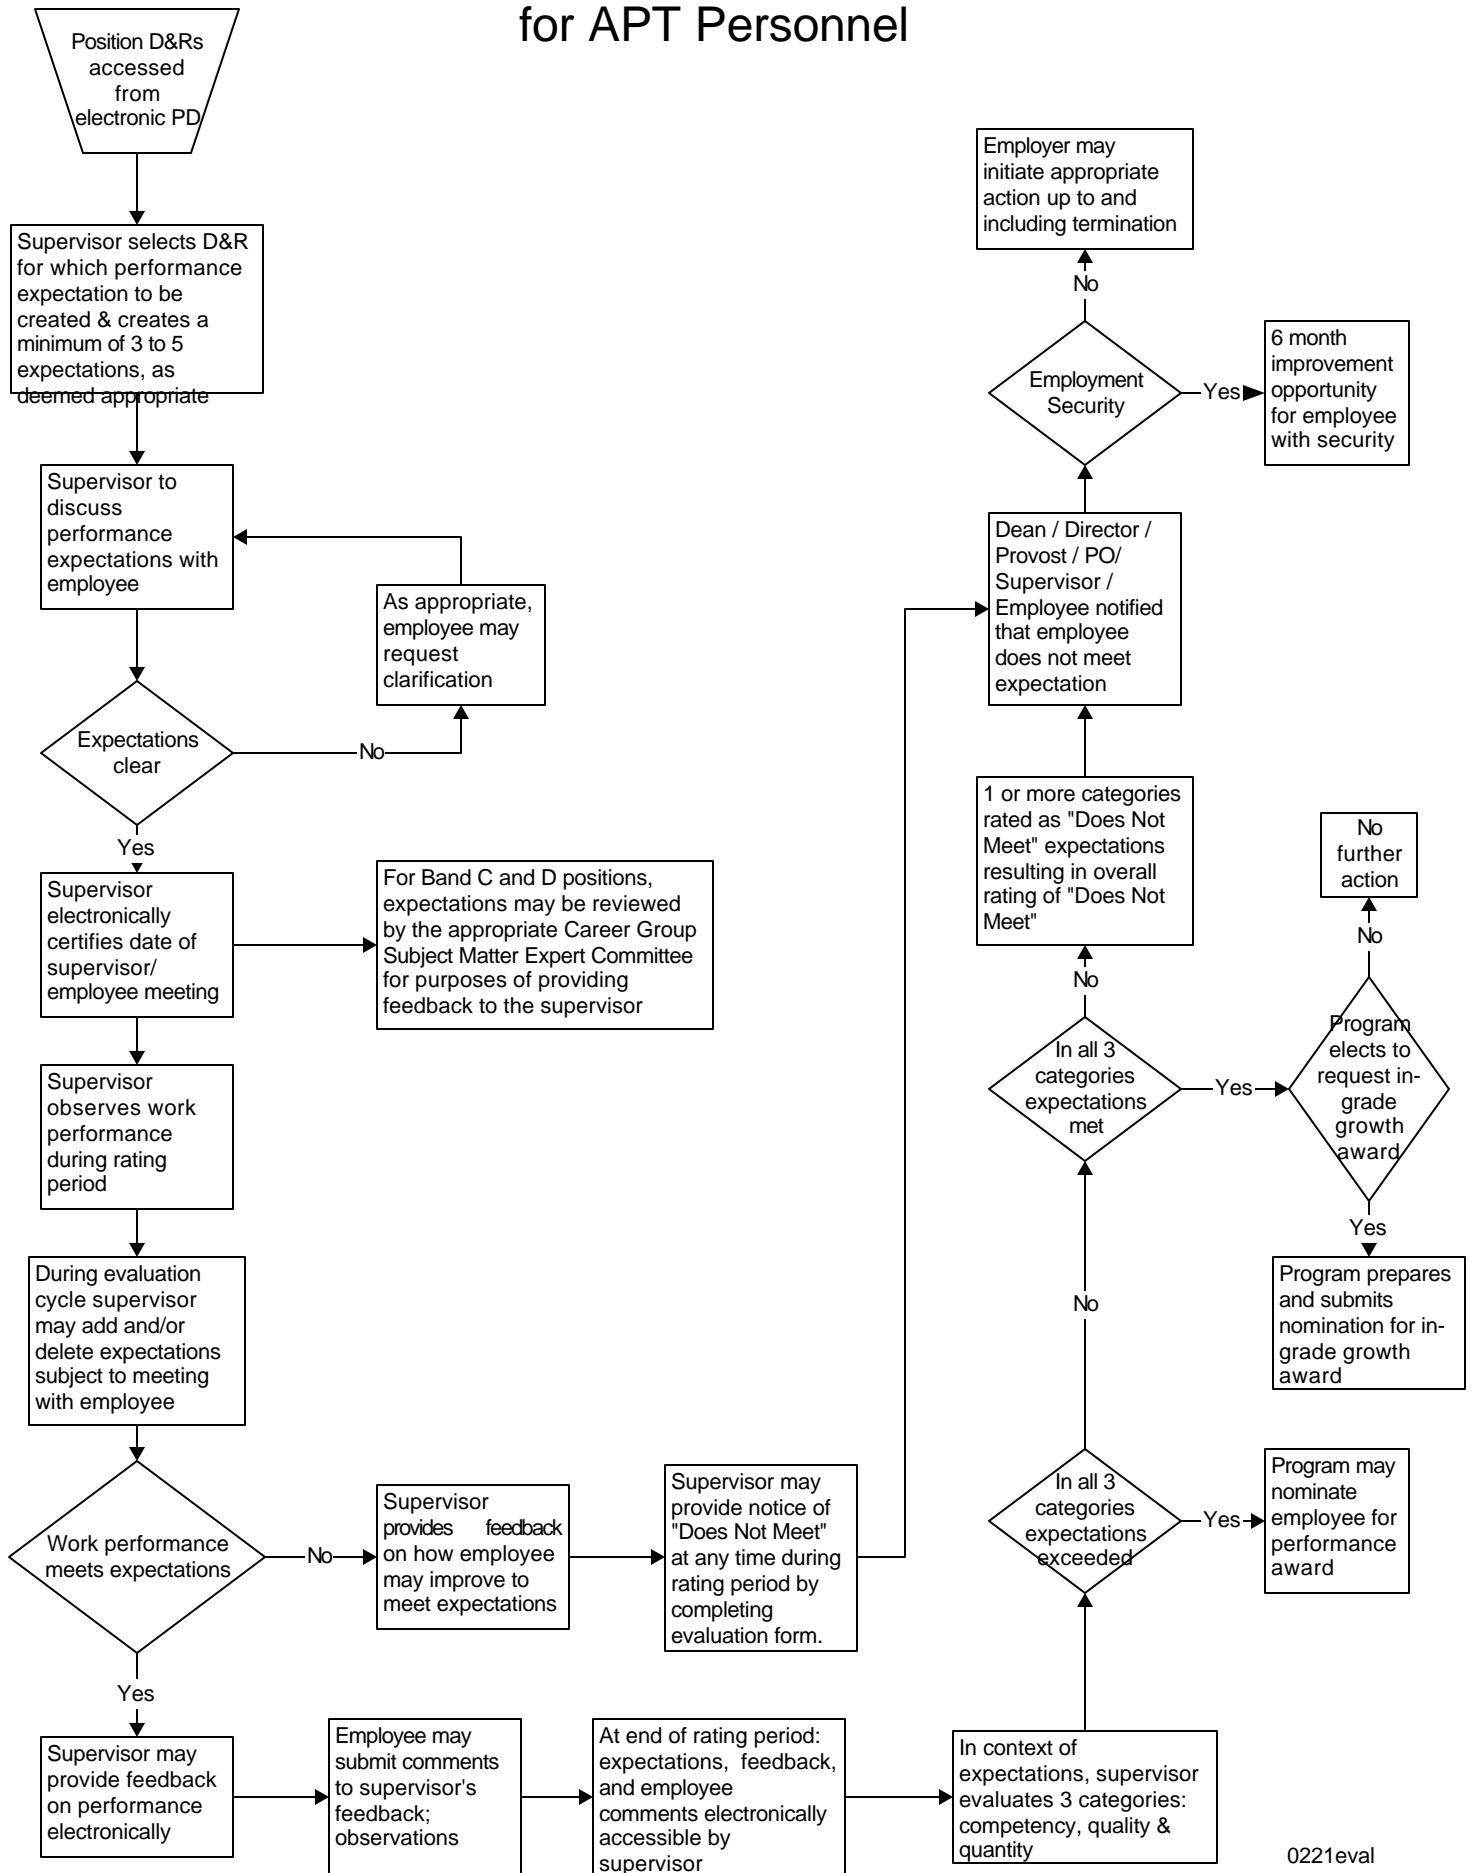 for APT Personnel
Position D&Rs
accessed
from
electronic PD
Supervisor selects D&R
for which performance
expectation to be
created & creates a
minimum of 3 to 5
expectations, as
deemed appropriate
Supervisor to
discuss
performance
expectations with
employee
As appropriate,
employee may
request
clarification
Expectations
clear
No
Yes
Supervisor
electronically
certifies date of
supervisor/
employee meeting
For Band C and D positions,
expectations may be reviewed
by the appropriate Career Group
Subject Matter Expert Committee
for purposes of providing
feedback to the supervisor
Supervisor
observes work
performance
during rating
period
During evaluation
cycle supervisor
may add and/or
delete expectations
subject to meeting
with employee
Work performance
meets expectations
No
Supervisor
provides feedback
on how employee
may improve to
meet expectations
Supervisor may
provide notice of
"Does Not Meet"
at any time during
rating period by
completing
evaluation form.
Yes
Supervisor may
provide feedback
on performance
electronically
Employee may
submit comments
to supervisor's
feedback;
observations
At end of rating period:
expectations, feedback,
and employee
comments electronically
accessible by
supervisor
In context of
expectations, supervisor
evaluates 3 categories:
competency, quality &
quantity
In all 3
categories
expectations
exceeded
Yes
Program may
nominate
employee for
performance
award
No
In all 3
categories
expectations
met
Yes
Program
elects to
request in-
grade
growth
award
No
No
further
action
Yes
Program prepares
and submits
nomination for in-
grade growth
award
No
1 or more categories
rated as "Does Not
Meet" expectations
resulting in overall
rating of "Does Not
Meet"
Dean / Director /
Provost / PO/
Supervisor /
Employee notified
that employee
does not meet
expectation
Employment
Security
Yes
6 month
improvement
opportunity
for employee
with security
No
Employer may
initiate appropriate
action up to and
including termination
0221eval